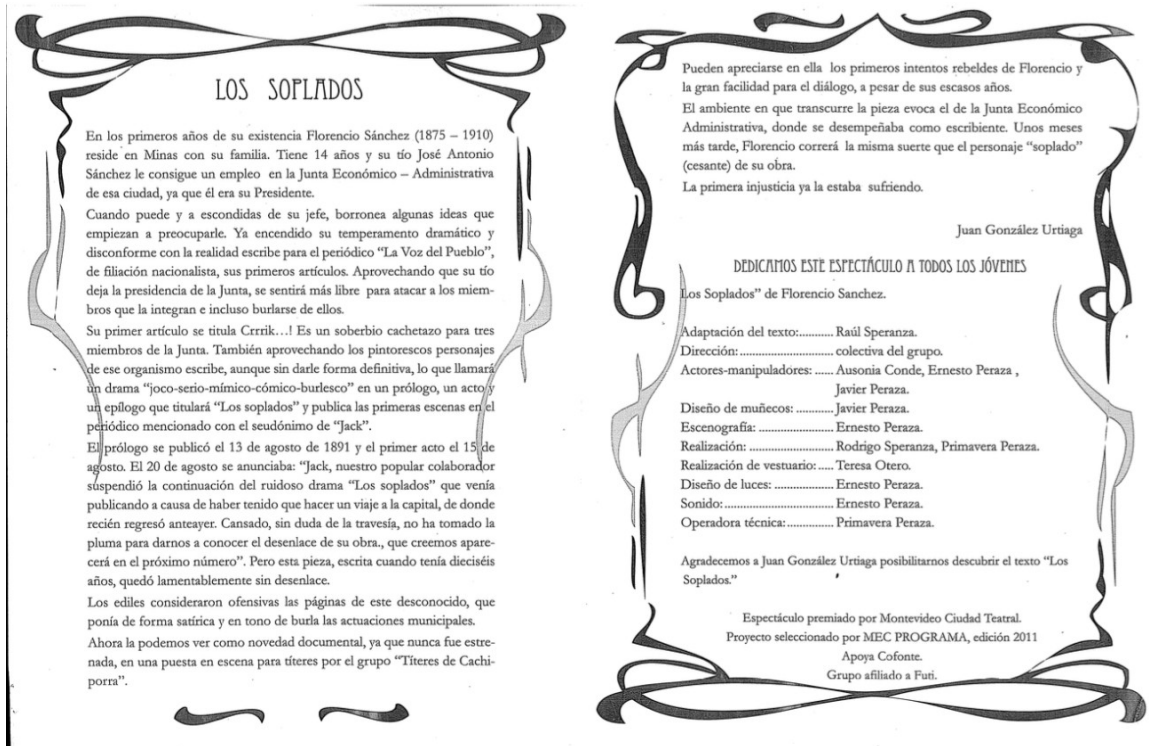 LOS SOPLADOS
En los primeros años de su existencia Florencio Sánchez (1875 – 1910)
reside en Minas con su familia. Tiene 14 años y su tío José Antonio
Sánchez le consigue un empleo en la Junta Económico – Administrativa
de esa ciudad, ya que él era su Presidente.
Cuando puede y a escondidas de su jefe, borronea algunas ideas que
empiezan a preocuparle. Ya encendido su temperamento dramático y
disconforme con la realidad escribe para el periódico “La Voz del Pueblo”,
de filiación nacionalista, sus primeros artículos. Aprovechando que su tío
deja la presidencia de la Junta, se sentirá más libre para atacar a los miem-
bros que la integran e incluso burlarse de ellos.
Su primer artículo se titula Crrrik…! Es un soberbio cachetazo para tres
miembros de la Junta. También aprovechando los pintorescos personajes
de ese organismo escribe, aunque sin darle forma definitiva, lo que llamará
un drama “joco-serio-mímico-cómico-burlesco” en un prólogo, un acto y
un epílogo que titulará “Los soplados” y publica las primeras escenas en el
periódico mencionado con el seudónimo de “Jack”.
El prólogo se publicó el 13 de agosto de 1891 y el primer acto el 15 de
agosto. El 20 de agosto se anunciaba: “Jack, nuestro popular colaborador
suspendió la continuación del ruidoso drama “Los soplados” que venía
publicando a causa de haber tenido que hacer un viaje a la capital, de donde
recién regresó anteayer. Cansado, sin duda de la travesía, no ha tomado la
pluma para darnos a conocer el desenlace de su obra., que creemos apare-
cerá en el próximo número”. Pero esta pieza, escrita cuando tenía dieciséis
años, quedó lamentablemente sin desenlace.
Los ediles consideraron ofensivas las páginas de este desconocido, que
ponía de forma satírica y en tono de burla las actuaciones municipales.
Ahora la podemos ver como novedad documental, ya que nunca fue estre-
nada, en una puesta en escena para títeres por el grupo “Títeres de Cachi-
porra”.
Pueden apreciarse en ella los primeros intentos rebeldes de Florencio y
la gran facilidad para el diálogo, a pesar de sus escasos años.
El ambiente en que transcurre la pieza evoca el de la Junta Económico
Administrativa, donde se desempeñaba como escribiente. Unos meses
más tarde, Florencio correrá la misma suerte que el personaje “soplado”
(cesante) de su obra.
La primera injusticia ya la estaba sufriendo.
Juan González Urtiaga
DEDICAMOS ESTE ESPECTÁCULO A TODOS LOS JÓVENES
Los Soplados” de Florencio Sanchez.
Adaptación del texto:........... Raúl Speranza.
Dirección:.............................. colectiva del grupo.
Actores-manipuladores: ...... Ausonia Conde, Ernesto Peraza ,
Javier Peraza.
Diseño de muñecos: ............ Javier Peraza.
Escenografía: ........................ Ernesto Peraza.
Realización: .......................... Rodrigo Speranza, Primavera Peraza.
Realización de vestuario: ..... Teresa Otero.
Diseño de luces: ................... Ernesto Peraza.
Sonido:................................... Ernesto Peraza.
Operadora técnica:............... Primavera Peraza.
Agradecemos a Juan González Urtiaga posibilitarnos descubrir el texto “Los
Soplados.”
Espectáculo premiado por Montevideo Ciudad Teatral.
Proyecto seleccionado por MEC PROGRAMA, edición 2011
Apoya Cofonte.
Grupo afiliado a Futi.